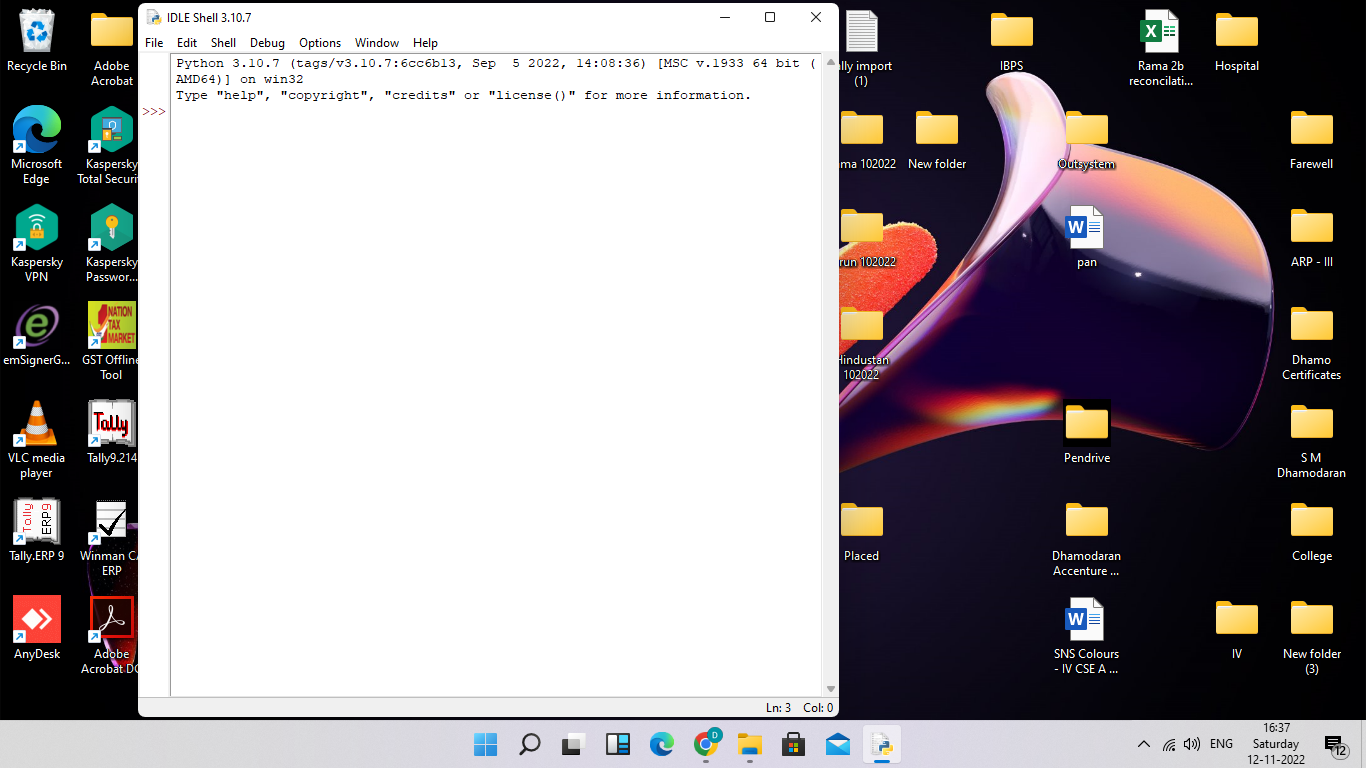 IDLE Shell 3.10.7
File Edit Shell Debug Options Window Help
Python 3.10.7 (tags/v3.10.7:6cc6b13, Sep  5 2022, 14:08:36) [MSC v.1933 64 bit (
AMD64)] on win32
Type "help", "copyright", "credits" or "license()" for more information.
>>>
Ln: 3 Col: 0
Recycle Bin
Adobe
Acrobat
Microsoft
Edge
Kaspersky
Total Securi
Kaspersky
VPN
Kaspersky
Passwor...
emSignerG...
NATION
TAX
MARKET
GST Offline
Tool
VLC media
player
Tally
Tally9.214
Tally
ERP9
Tally.ERP 9
Winman CA
ERP
AnyDesk
Adobe
Acrobat DC
lly import
(1)
IBPS
Rama 2b
reconcilati...
Hospital
ma 102022
New folder
Outsystem
Farewell
run 102022
pan
ARP - III
Hindustan
102022
Dhamo
Certificates
Pendrive
S M
Dhamodaran
Placed
Dhamodaran
Accenture ...
College
SNS Colours
- IV CSE A ...
IV
New folder
(3)
D
ENG
16:37
Saturday
12-11-2022
12